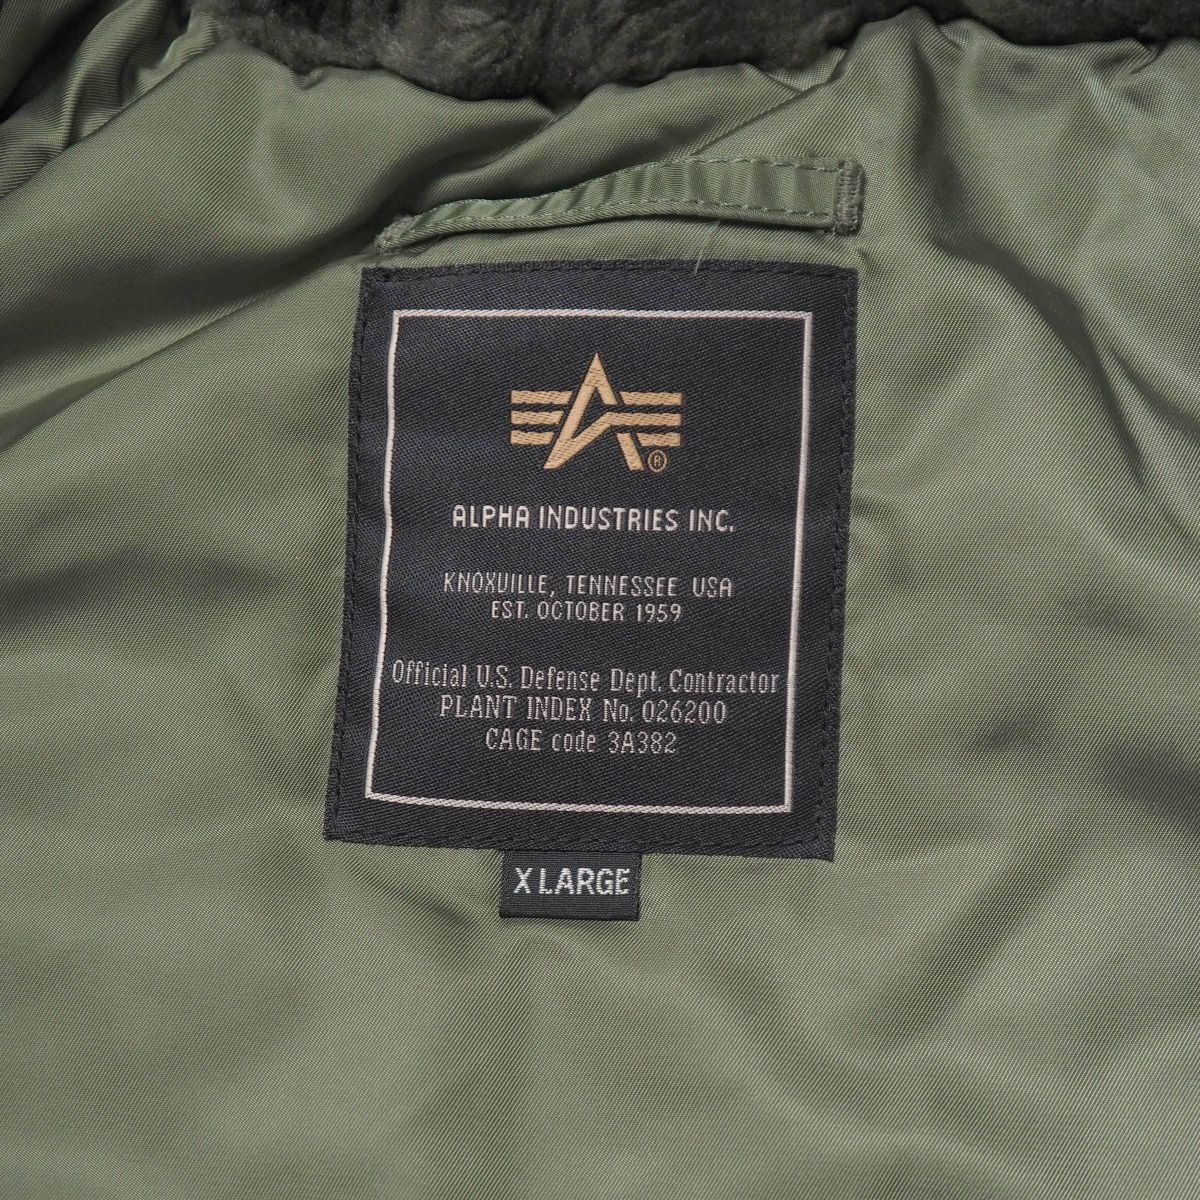 ®
ALPHA INDUSTRIES INC.
KNOXVILLE, TENNESSEE USA
EST. OCTOBER 1959
Official U.S. Defense Dept. Contractor
PLANT INDEX No. 026200
CAGE code 3A382
X LARGE